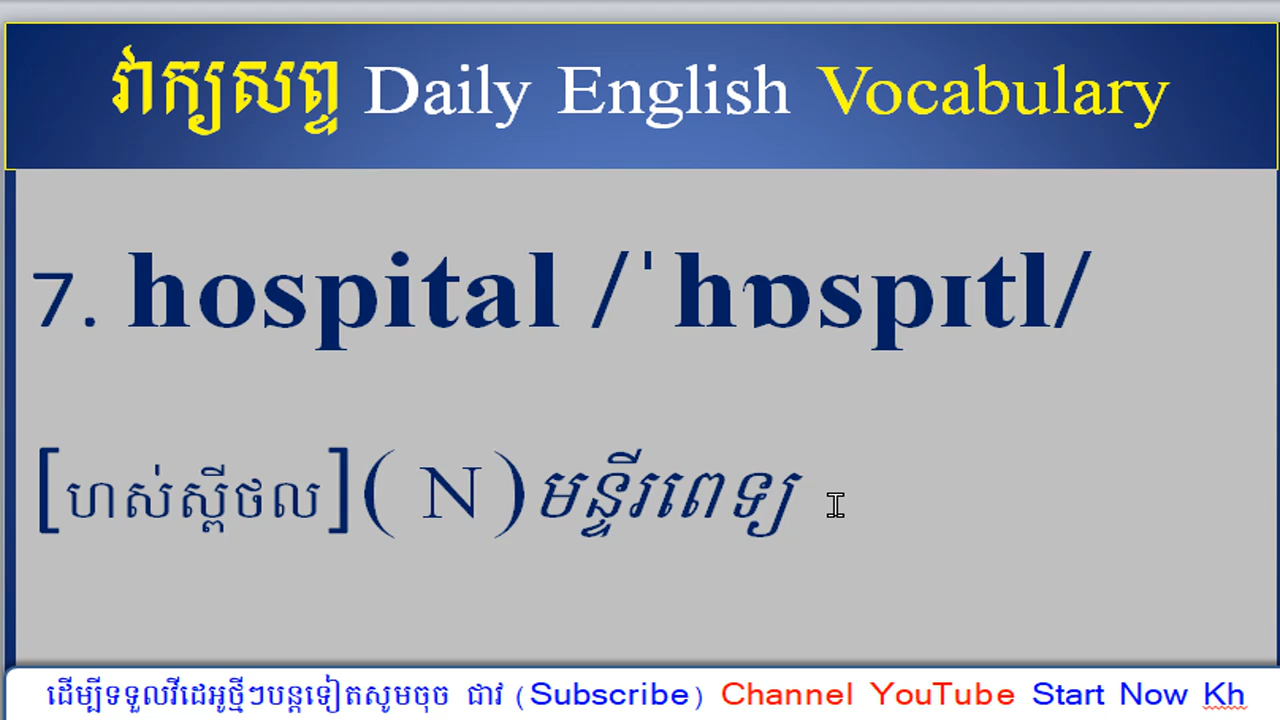 វាក្យសព្ទ Daily English Vocabulary
7. hospital /ˈhɒspɪtl/
[ហស់ស្ពីថល]( N)មន្ទីរពេទ្យ
ដើម្បីទទួលវីដេអូថ្មីៗបន្តទៀតសូមចុច ជាវ (Subscribe) Channel YouTube Start Now Kh